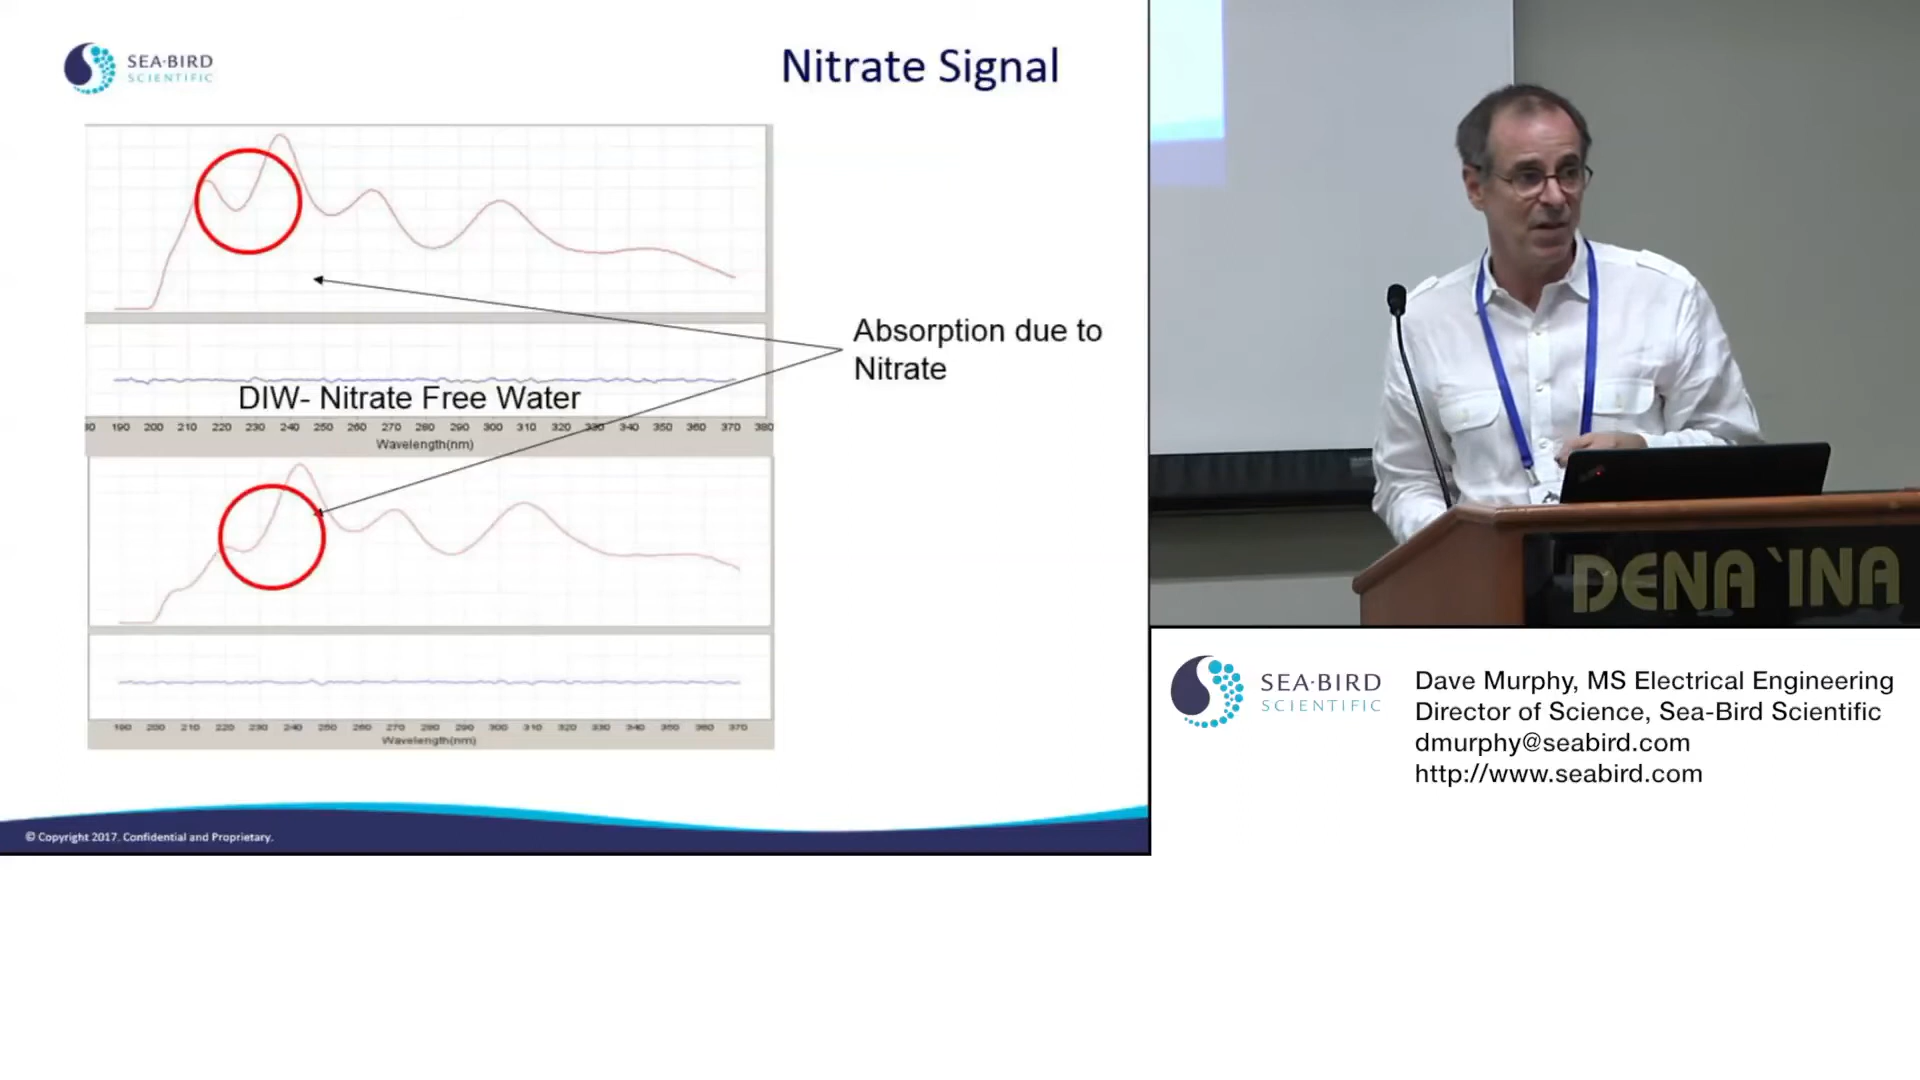 SEA·BIRD
SCIENTIFIC
Nitrate Signal
Absorption due to
Nitrate
DIW- Nitrate Free Water
80 190 200 210 220 230 240 250 260 270 280 290 300 310 320 330 340 350 360 370 380
Wavelength(nm)
190 200 210 220 230 240 250 260 270 280 290 300 310 320 330 340 350 360 370
Wavelength(nm)
© Copyright 2017. Confidential and Proprietary.
DENA`INA
SEA·BIRD
SCIENTIFIC
Dave Murphy, MS Electrical Engineering
Director of Science, Sea-Bird Scientific
dmurphy@seabird.com
http://www.seabird.com